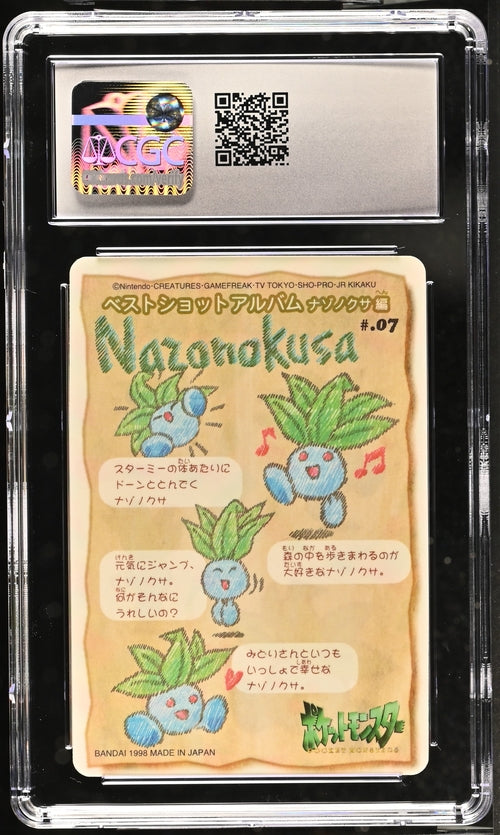 CGC
©Nintendo·CREATURES·GAMEFREAK·TV TOKYO·SHO-PRO·JR KIKAKU
ベストショットアルバム ナゾノクサ編
#.07
Nazonokusa
スターミーの体あたりに
ドーンととんでく
ナゾノクサ
森の中を歩きまわるのが
大好きなナゾノクサ。
元気にジャンプ、
ナゾノクサ。
何がそんなに
うれしいの?
みどりさんといつも
いっしょで幸せな
ナゾノクサ。
ポケットモンスター
POCKET MONSTERS
BANDAI 1998 MADE IN JAPAN